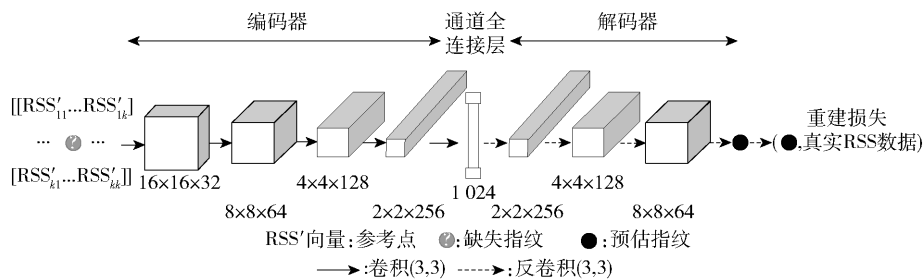 编码器
通道全
连接层
解码器
[[RSS′₁₁...RSS′₁ₖ]
... ? ...
[RSS′ₖ₁...RSS′ₖₖ]]
16×16×32
8×8×64
4×4×128
2×2×256
1 024
2×2×256
4×4×128
8×8×64
重建损失
(●,真实RSS数据)
RSS′向量:参考点 ?:缺失指纹 ●:预估指纹
:卷积(3,3) :反卷积(3,3)